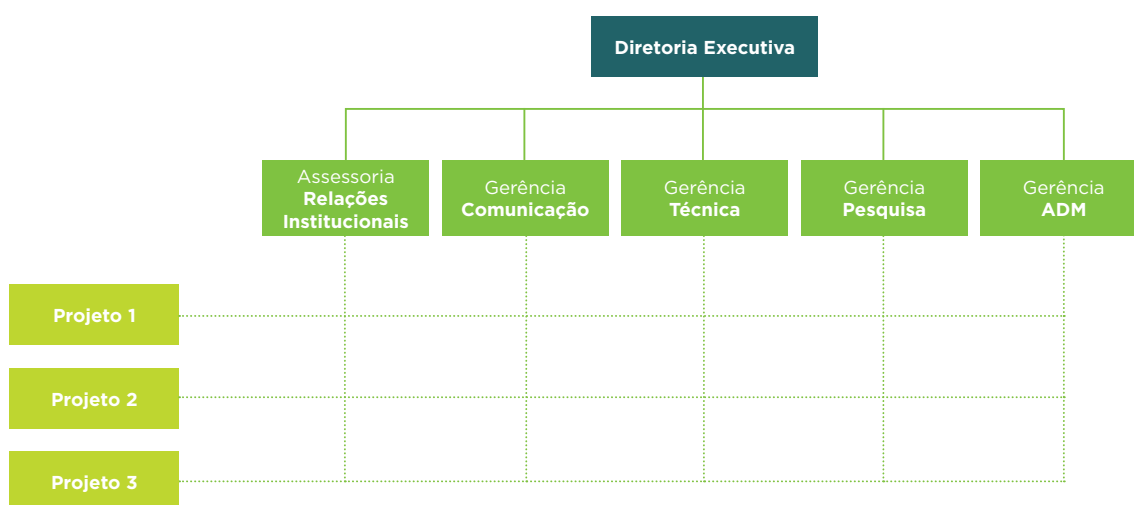 Diretoria Executiva
Assessoria
Relações
Institucionais
Gerência
Comunicação
Gerência
Técnica
Gerência
Pesquisa
Gerência
ADM
Projeto 1
Projeto 2
Projeto 3